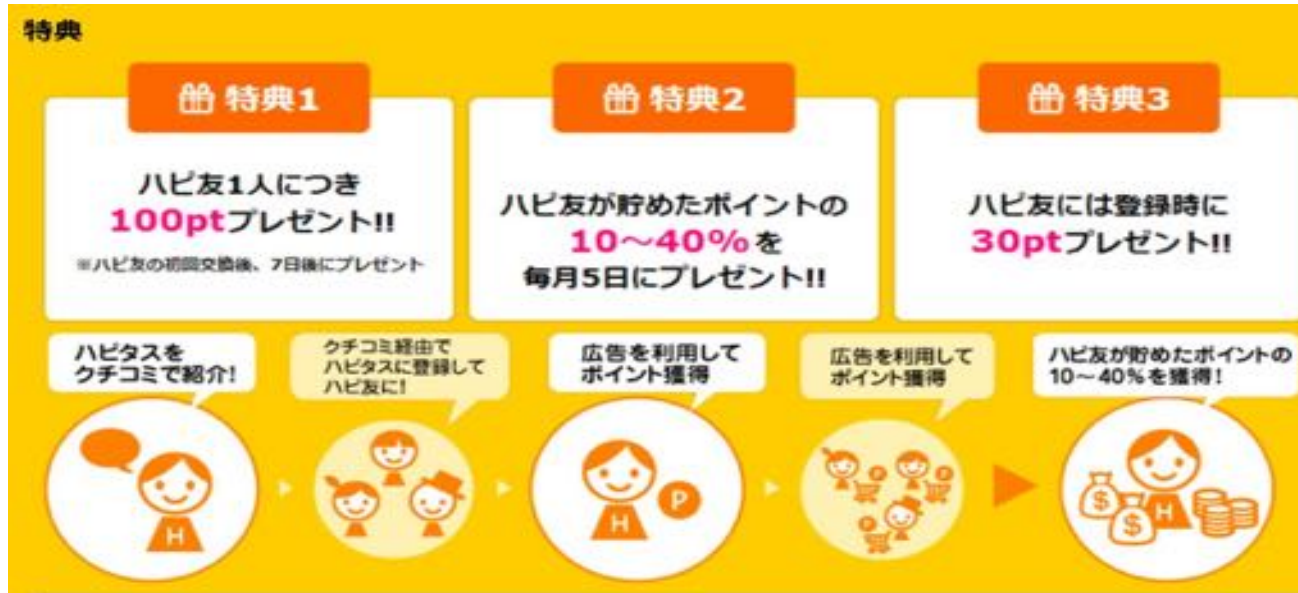 特典
特典1
ハピ友1人につき
100ptプレゼント!!
※ハピ友の初回交換後、7日後にプレゼント
特典2
ハピ友が貯めたポイントの
10～40%を
毎月5日にプレゼント!!
特典3
ハピ友には登録時に
30ptプレゼント!!
ハピタスを
クチコミで紹介!
クチコミ経由で
ハピタスに登録して
ハピ友に!
広告を利用して
ポイント獲得
広告を利用して
ポイント獲得
ハピ友が貯めたポイントの
10～40%を獲得!
H
H
P
P
P
P
$
$
H